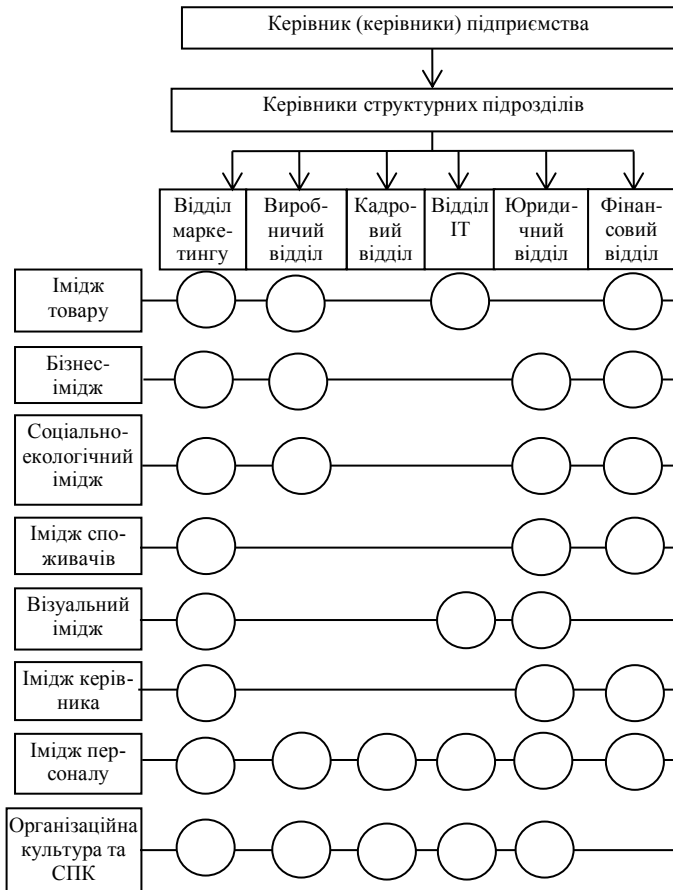 Керівник (керівники) підприємства
Керівники структурних підрозділів
Відділ
марке-
тингу
Вироб-
ничий
відділ
Кадро-
вий
відділ
Відділ
ІТ
Юриди-
чний
відділ
Фінан-
совий
відділ
Імідж
товару
Бізнес-
імідж
Соціально-
екологічний
імідж
Імідж спо-
живачів
Візуальний
імідж
Імідж керів-
ника
Імідж пер-
соналу
Організаційна
культура та
СПК